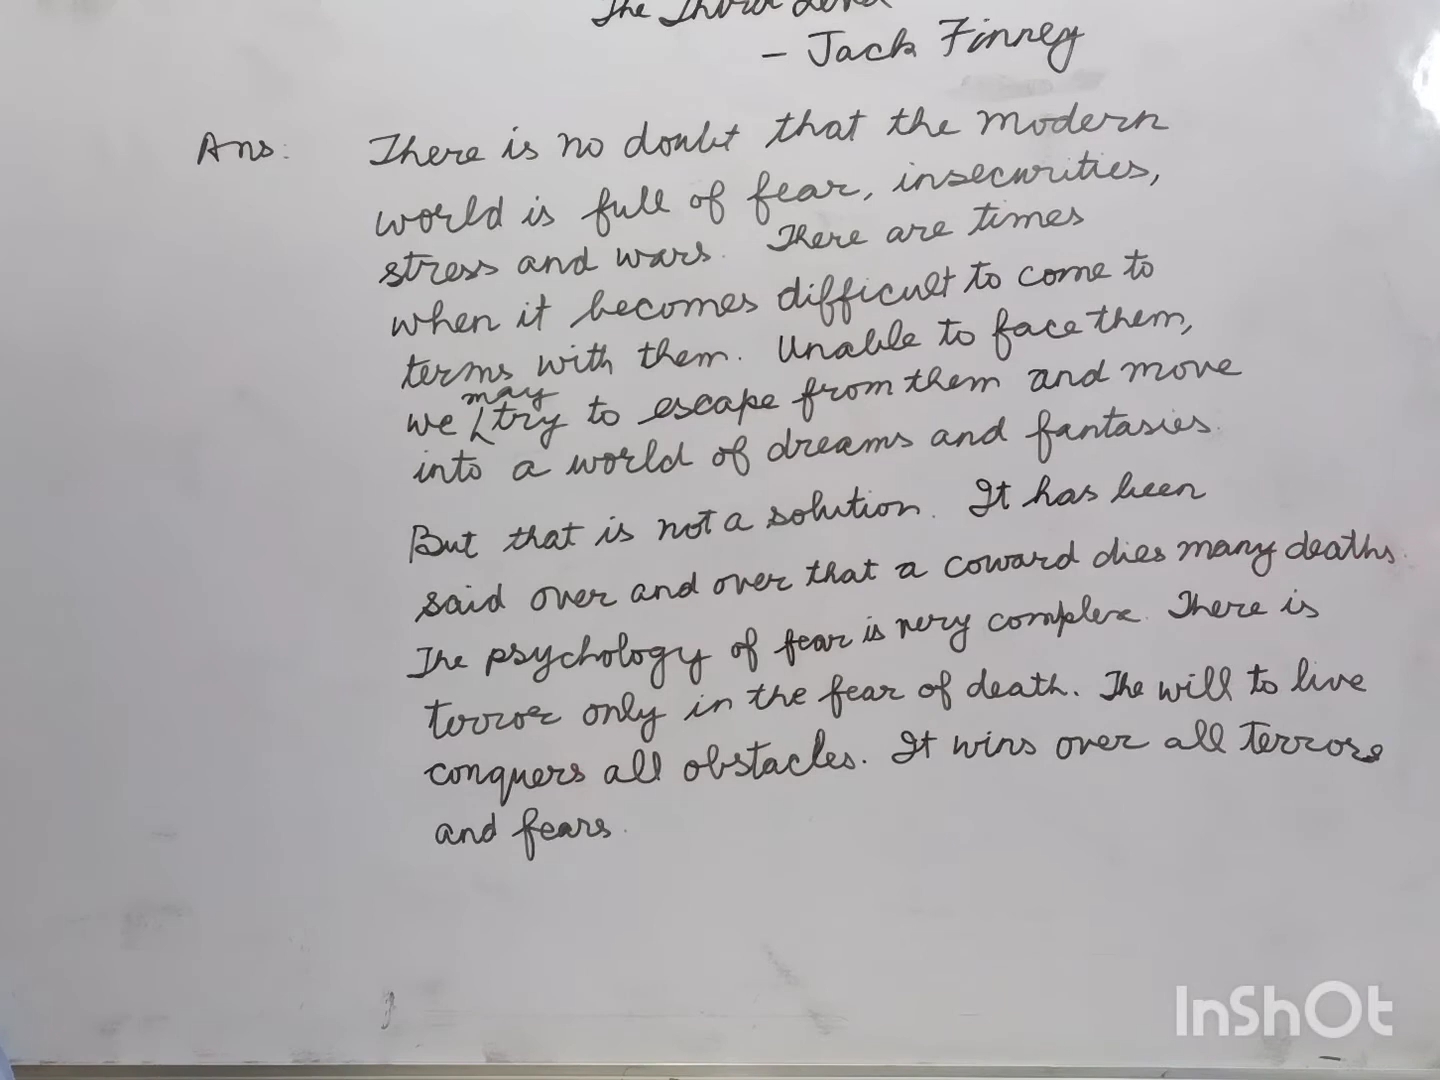 The Third Level
- Jack Finney
Ans: There is no doubt that the modern
world is full of fear, insecurities,
stress and wars. There are times
when it becomes difficult to come to
terms with them. Unable to face them,
may
we try to escape from them and move
into a world of dreams and fantasies.
But that is not a solution. It has been
said over and over that a coward dies many deaths.
The psychology of fear is very complex. There is
terror only in the fear of death. The will to live
conquers all obstacles. It wins over all terrors
and fears.
InShOt